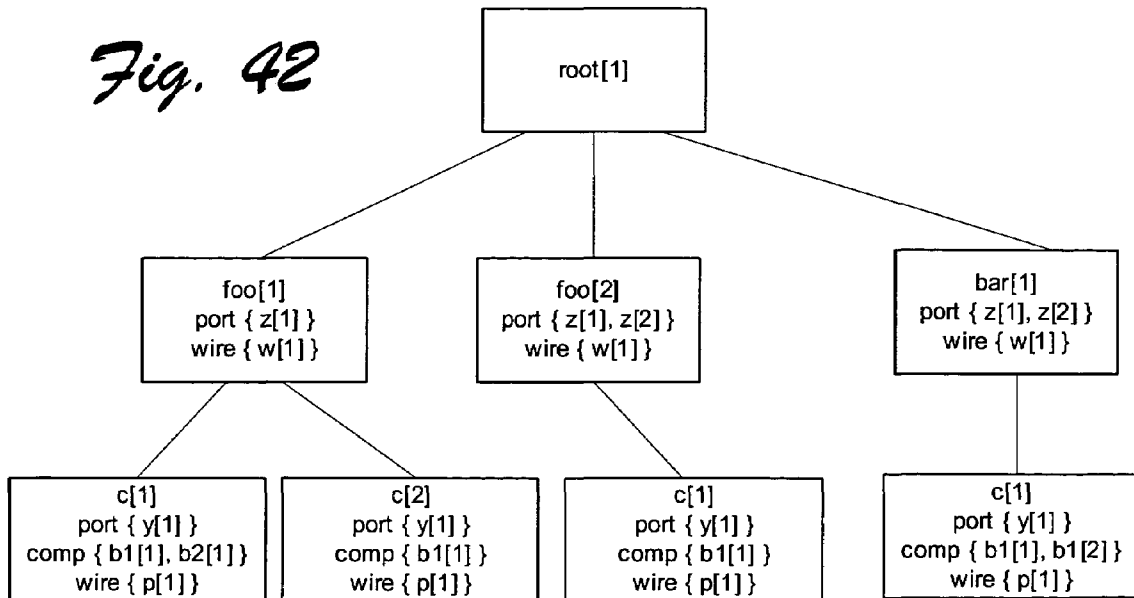 Fig. 42
root[1]
foo[1]
port { z[1] }
wire { w[1] }
foo[2]
port { z[1], z[2] }
wire { w[1] }
bar[1]
port { z[1], z[2] }
wire { w[1] }
c[1]
port { y[1] }
comp { b1[1], b2[1] }
wire { p[1] }
c[2]
port { y[1] }
comp { b1[1] }
wire { p[1] }
c[1]
port { y[1] }
comp { b1[1] }
wire { p[1] }
c[1]
port { y[1] }
comp { b1[1], b1[2] }
wire { p[1] }